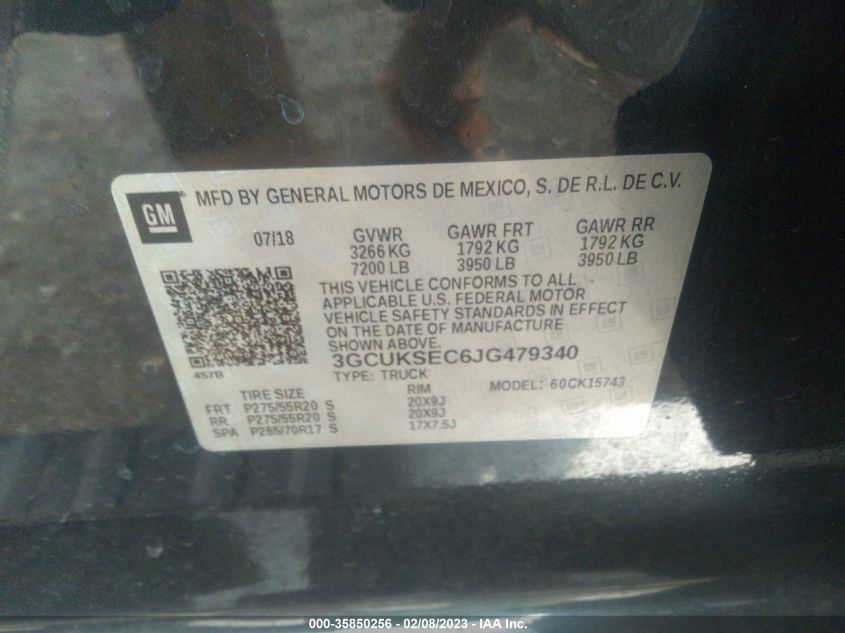 GM ® MFD BY GENERAL MOTORS DE MEXICO, S. DE R.L. DE C.V.
07/18 GVWR GAWR FRT GAWR RR
3266 KG 1792 KG 1792 KG
7200 LB 3950 LB 3950 LB
THIS VEHICLE CONFORMS TO ALL
APPLICABLE U.S. FEDERAL MOTOR
VEHICLE SAFETY STANDARDS IN EFFECT
ON THE DATE OF MANUFACTURE
SHOWN ABOVE.
3GCUKSEC6JG479340
457B TYPE: TRUCK MODEL: 60CK15743
TIRE SIZE RIM
FRT P275/55R20 S 20X9J
RR P275/55R20 S 20X9J
SPA P265/70R17 S 17X7.5J
000-35850256 - 02/08/2023 - IAA Inc.